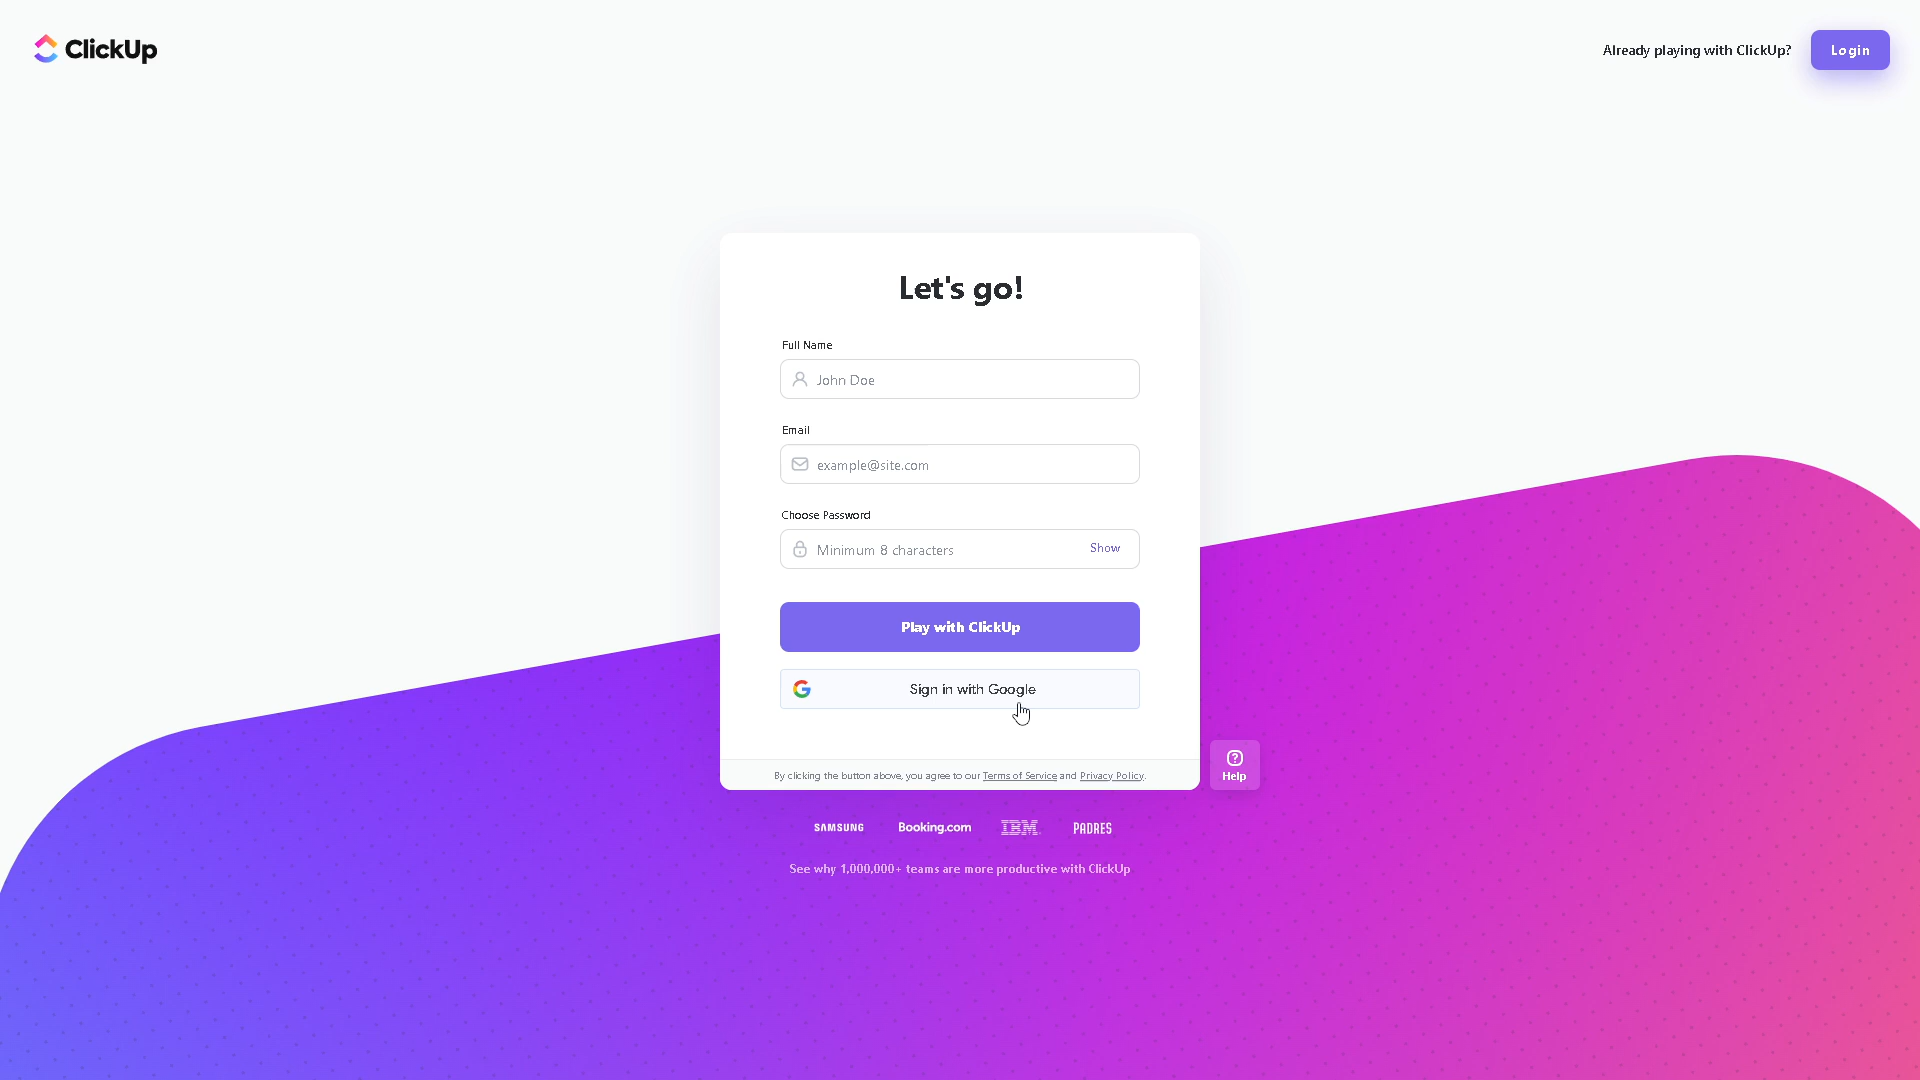 ClickUp
Already playing with ClickUp?
Login
Let's go!
Full Name
John Doe
Email
example@site.com
Choose Password
Minimum 8 characters
Show
Play with ClickUp
Sign in with Google
By clicking the button above, you agree to our Terms of Service and Privacy Policy.
Help
SAMSUNG Booking.com IBM PADRES
See why 1,000,000+ teams are more productive with ClickUp